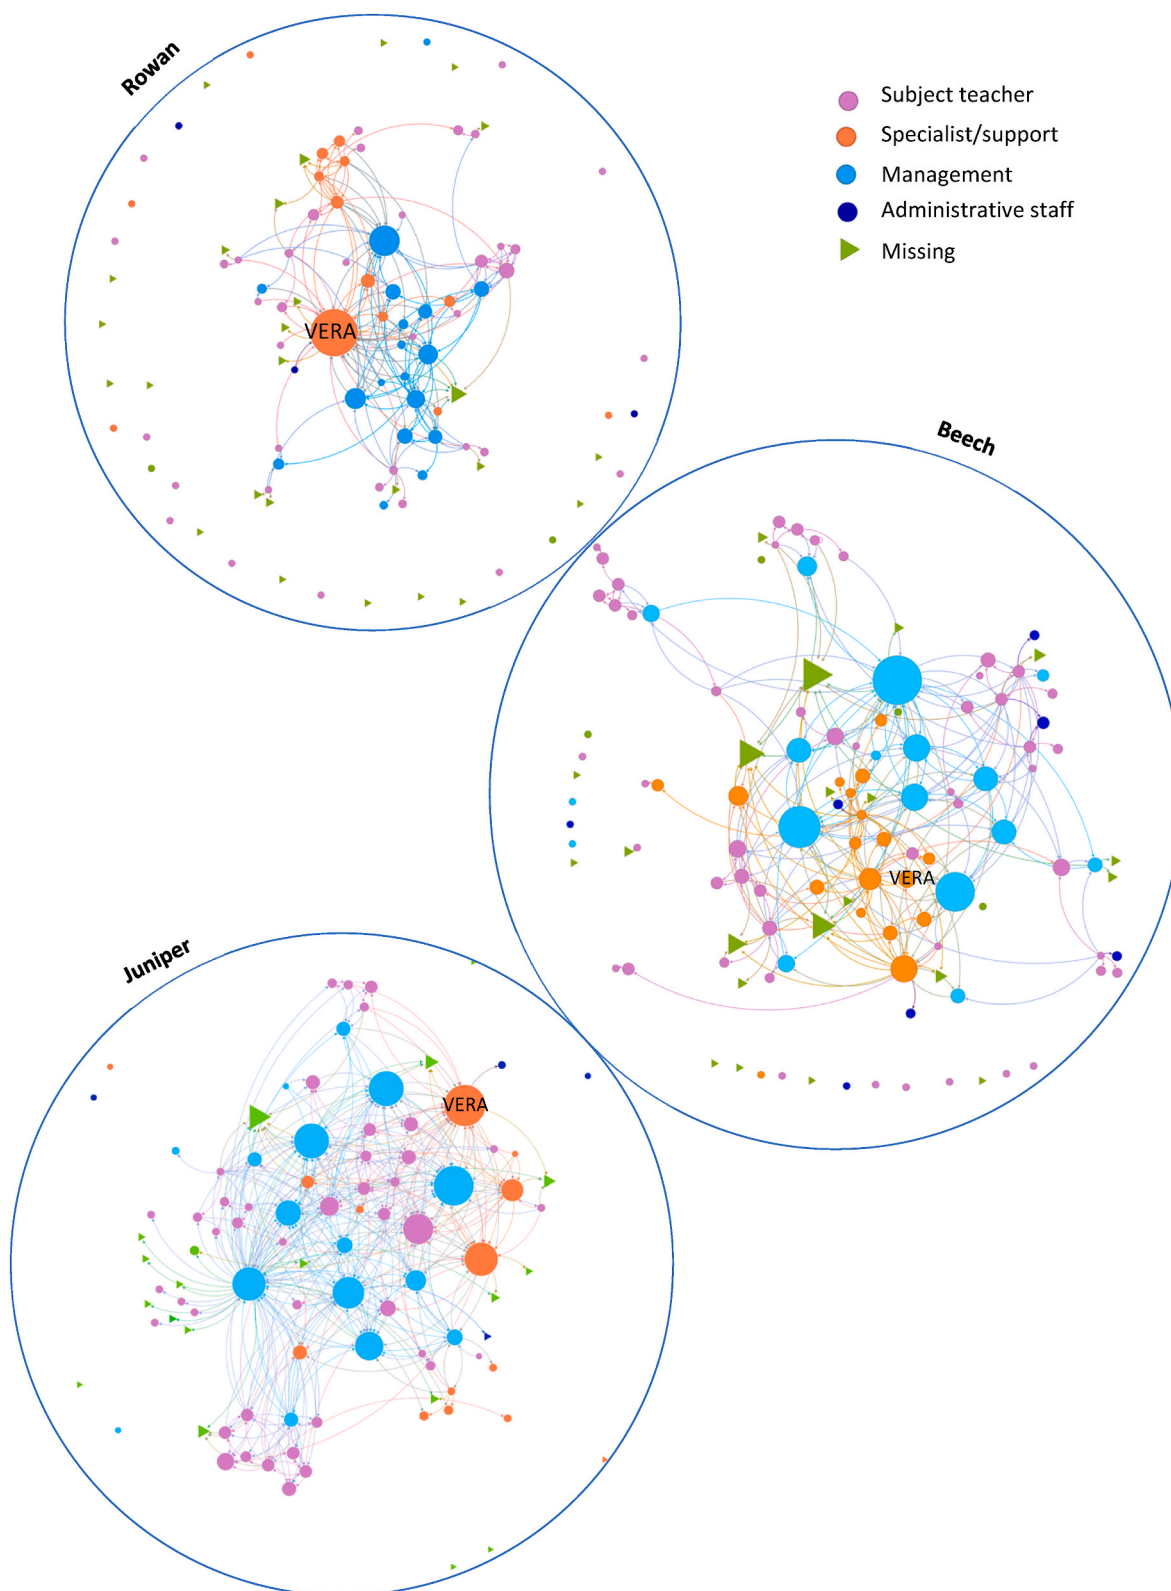 Rowan
Subject teacher
Specialist/support
Management
Administrative staff
Missing
VERA
Beech
VERA
Juniper
VERA